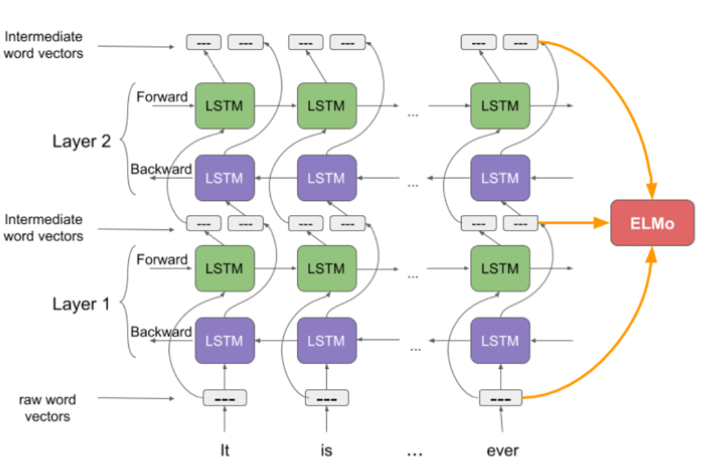 Intermediate
word vectors
--- --- --- --- --- ---
Forward
LSTM LSTM ... LSTM
Layer 2
Backward
LSTM LSTM ... LSTM
Intermediate
word vectors
--- --- --- --- --- ---
ELMo
Forward
LSTM LSTM ... LSTM
Layer 1
Backward
LSTM LSTM ... LSTM
raw word
vectors
--- --- ---
It is ... ever